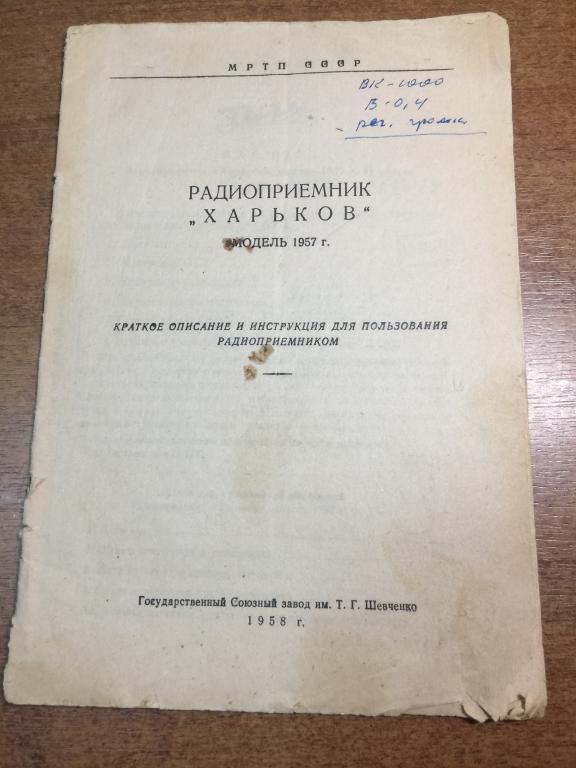 МРТП СССР
ВК-1000
В-0,4
рег. громк
РАДИОПРИЕМНИК
„ХАРЬКОВ“
МОДЕЛЬ 1957 г.
КРАТКОЕ ОПИСАНИЕ И ИНСТРУКЦИЯ ДЛЯ ПОЛЬЗОВАНИЯ
РАДИОПРИЕМНИКОМ
Государственный Союзный завод им. Т. Г. Шевченко
1958 г.